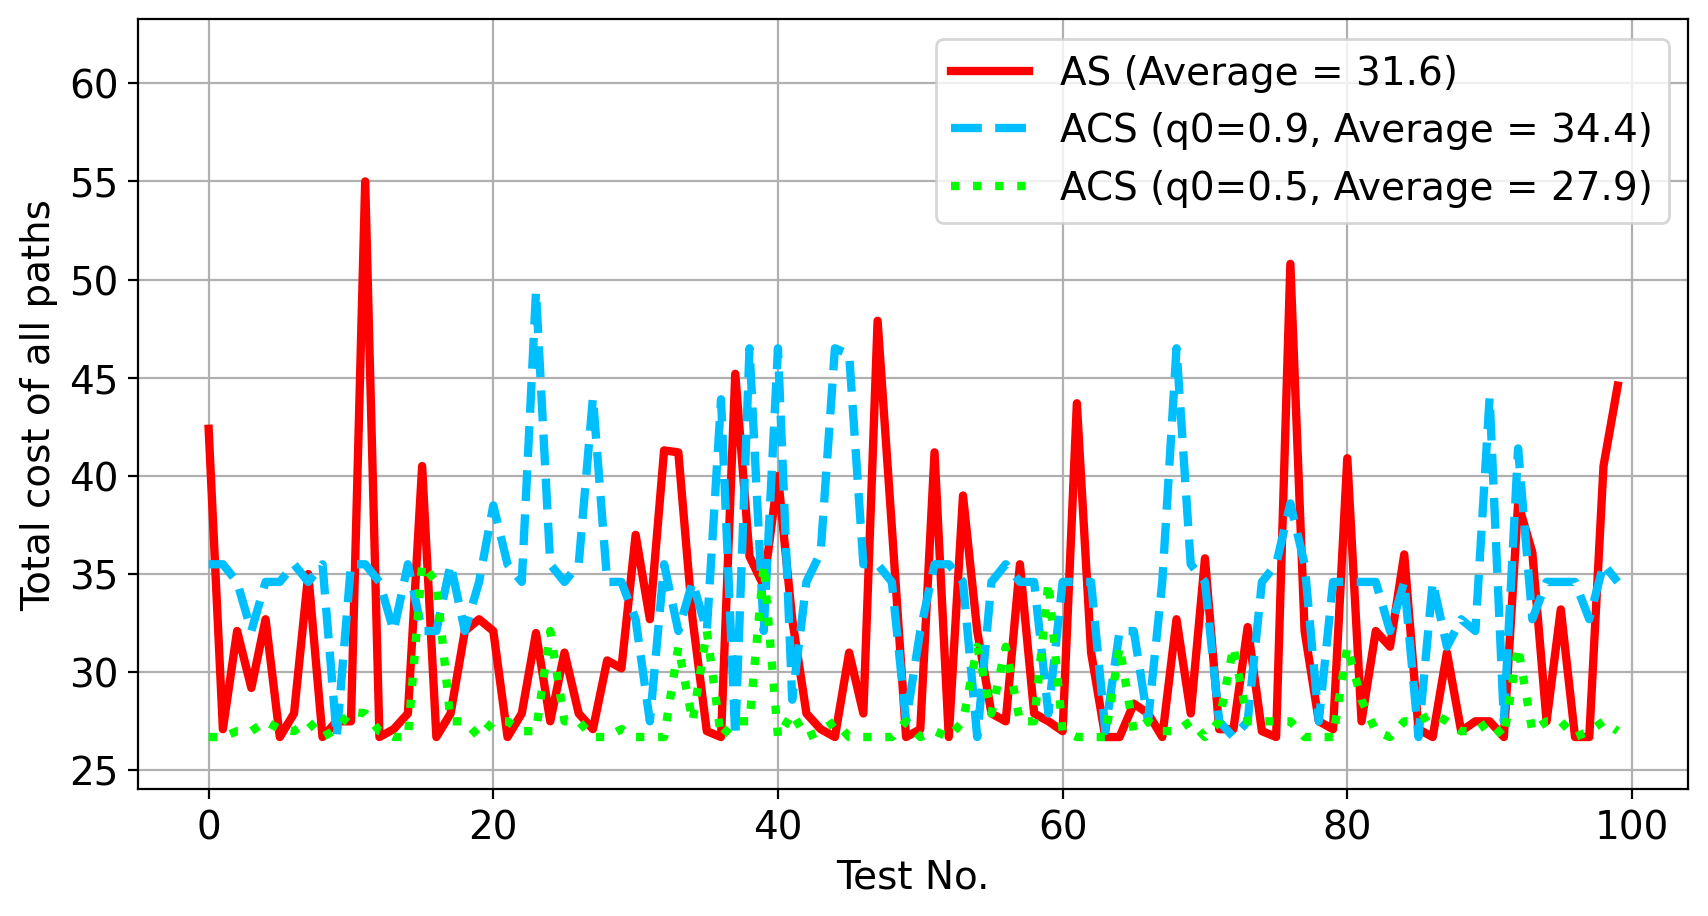 Total cost of all paths
60
55
50
45
40
35
30
25
AS (Average = 31.6)
ACS (q0=0.9, Average = 34.4)
ACS (q0=0.5, Average = 27.9)
0 20 40 60 80 100
Test No.